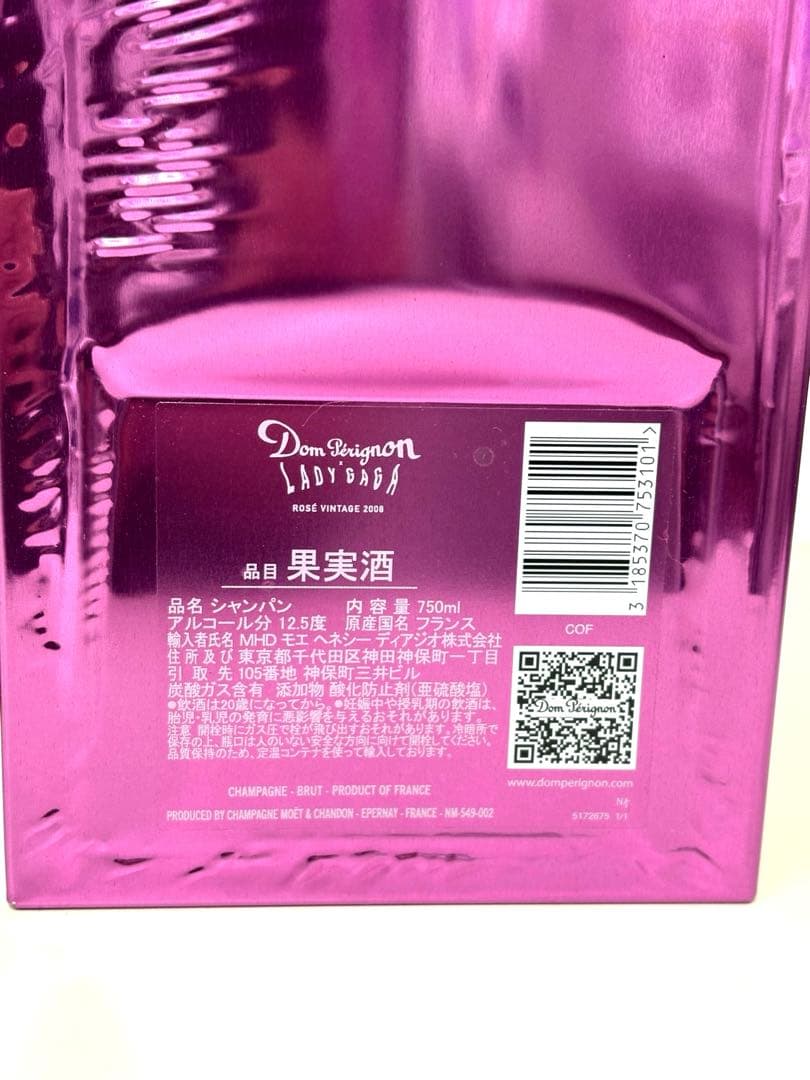 Dom Pérignon
LADY GAGA
ROSÉ VINTAGE 2008
品目 果実酒
品名 シャンパン 内容量 750ml
アルコール分 12.5度 原産国名 フランス
輸入者氏名 MHD モエ ヘネシー ディアジオ株式会社
住所及び 東京都千代田区神田神保町一丁目
引取先 105番地 神保町三井ビル
炭酸ガス含有 添加物 酸化防止剤(亜硫酸塩)
●飲酒は20歳になってから。●妊娠中や授乳期の飲酒は、
胎児・乳児の発育に悪影響を与えるおそれがあります。
注意 開栓時にガス圧で栓が飛び出すおそれがあります。冷暗所で
保存の上、瓶口は人のいない安全な方向に向けて開栓してください。
品質保持のため、定温コンテナを使って輸入しております。
CHAMPAGNE - BRUT - PRODUCT OF FRANCE
PRODUCED BY CHAMPAGNE MOËT & CHANDON - EPERNAY - FRANCE - NM-549-002
3 185370 753101 >
COF
Dom Pérignon
www.domperignon.com
5172675 1/1